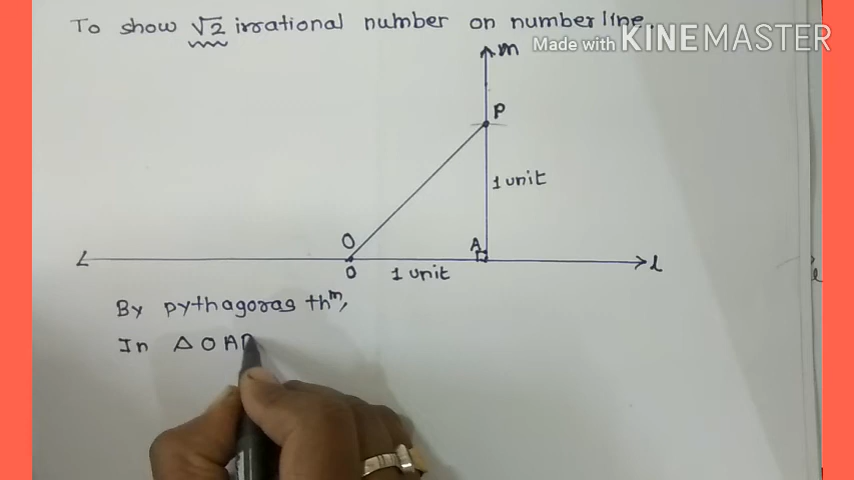 To show √2 irrational number on number line.
Made with KINEMASTER
m
P
1 unit
O
A
0
1 unit
l
By pythagoras thm,
In △ OAP